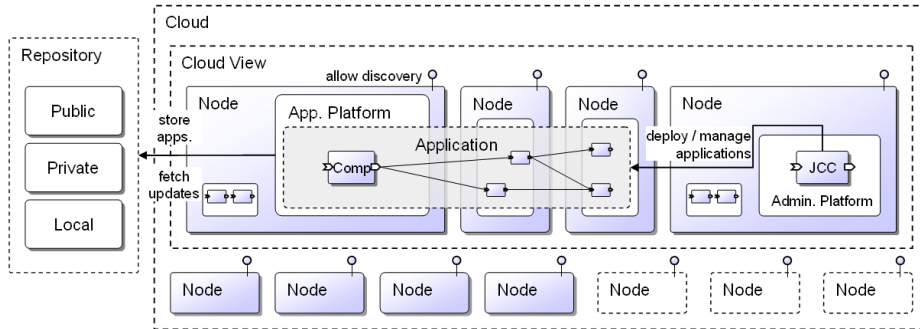 Cloud
Repository
Cloud View
allow discovery
Public
Private
Local
store
apps.
fetch
updates
Node
App. Platform
Application
Comp
Node
Node
Node
deploy / manage
applications
JCC
Admin. Platform
Node
Node
Node
Node
Node
Node
Node